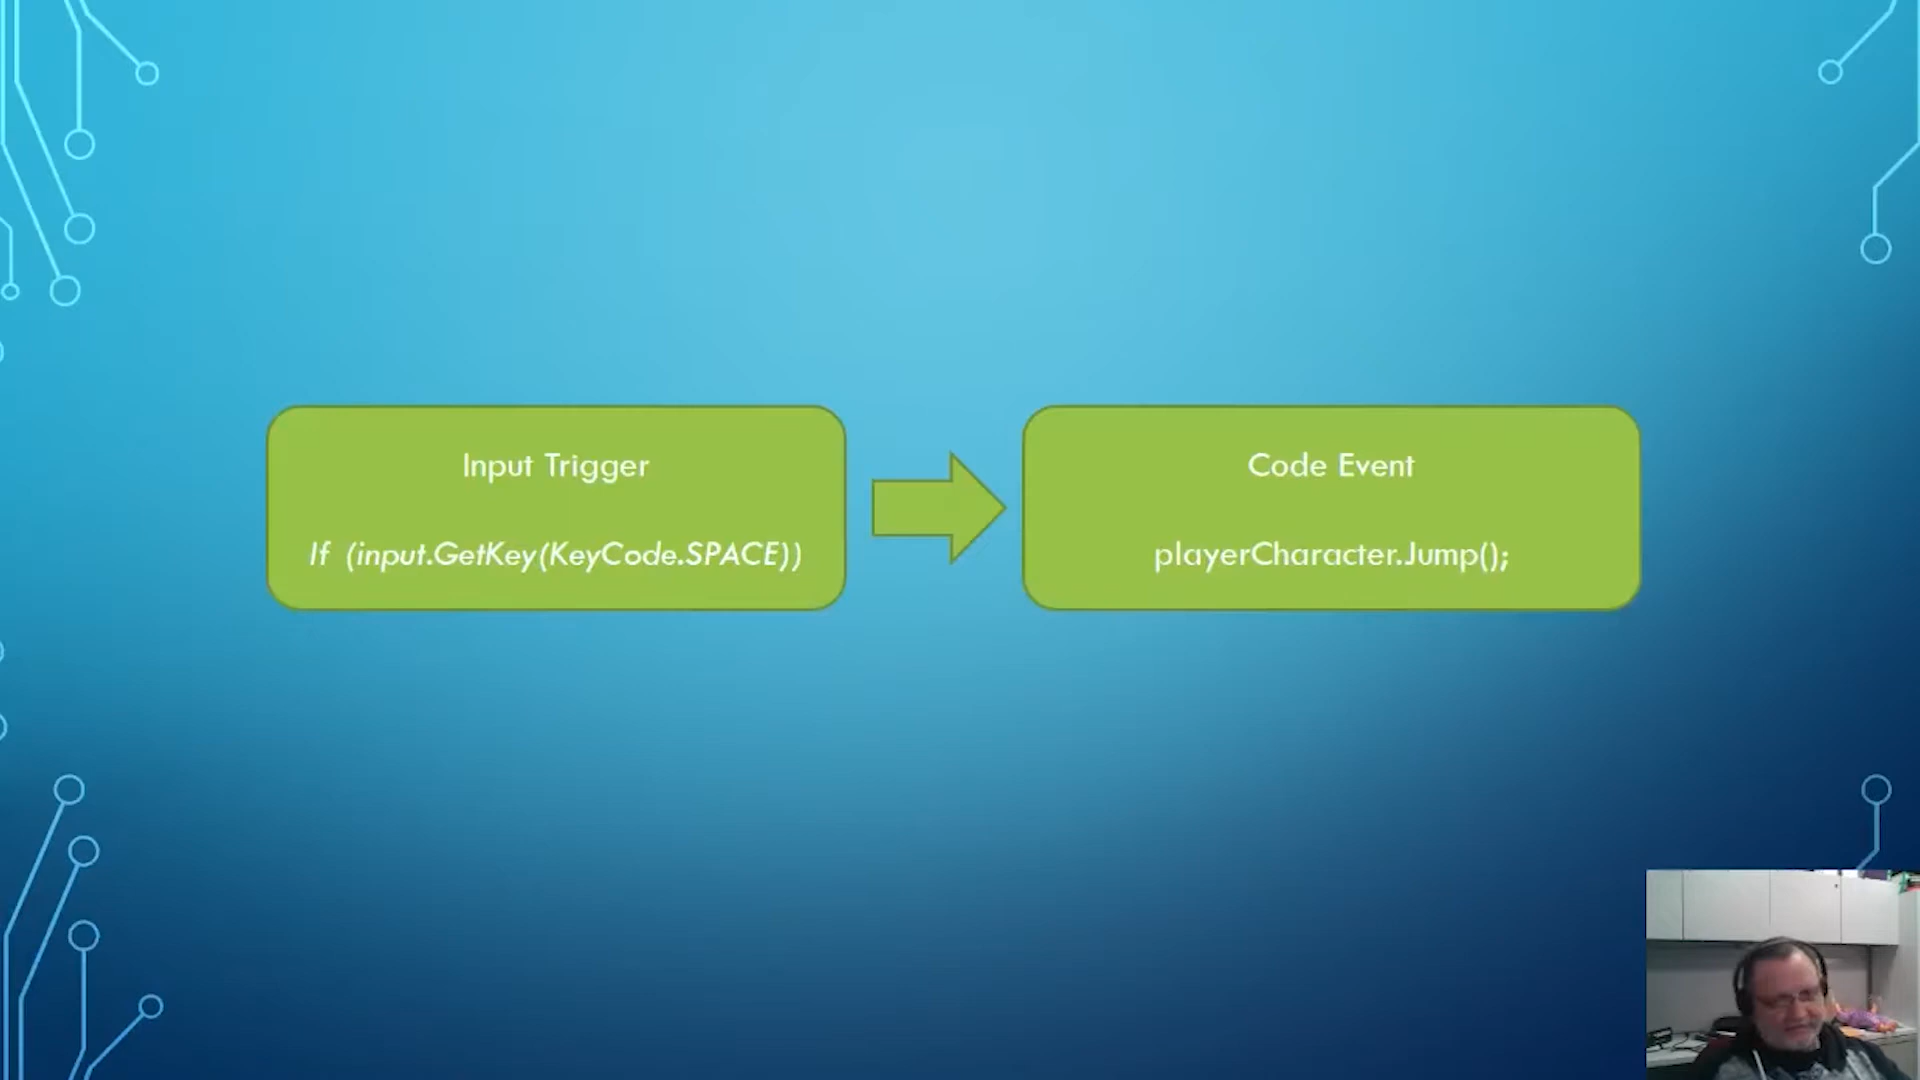 Input Trigger
If (input.GetKey(KeyCode.SPACE))
Code Event
playerCharacter.Jump();